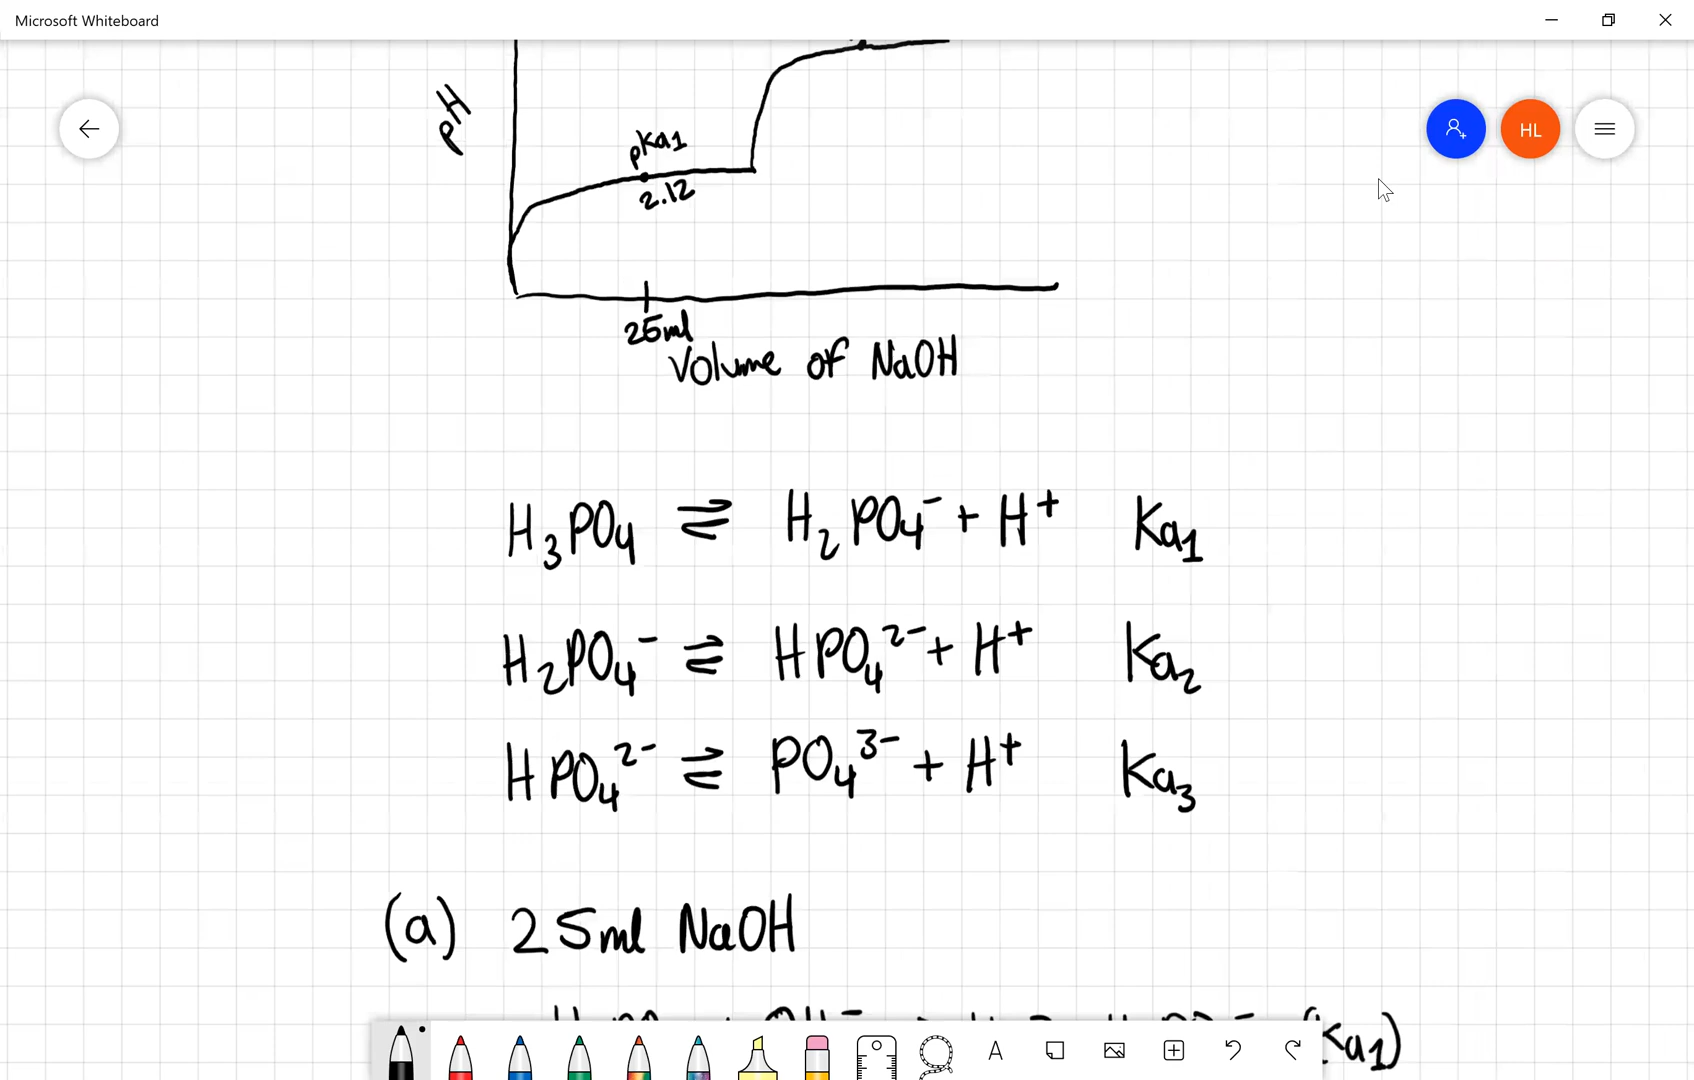 Microsoft Whiteboard
pH
pKa1
2.12
25ml
Volume of NaOH
HL
H₃PO₄ ⇌ H₂PO₄⁻ + H⁺ Ka₁
H₂PO₄⁻ ⇌ HPO₄²⁻ + H⁺ Ka₂
HPO₄²⁻ ⇌ PO₄³⁻ + H⁺ Ka₃
(a) 25ml NaOH
Ka₁)
A